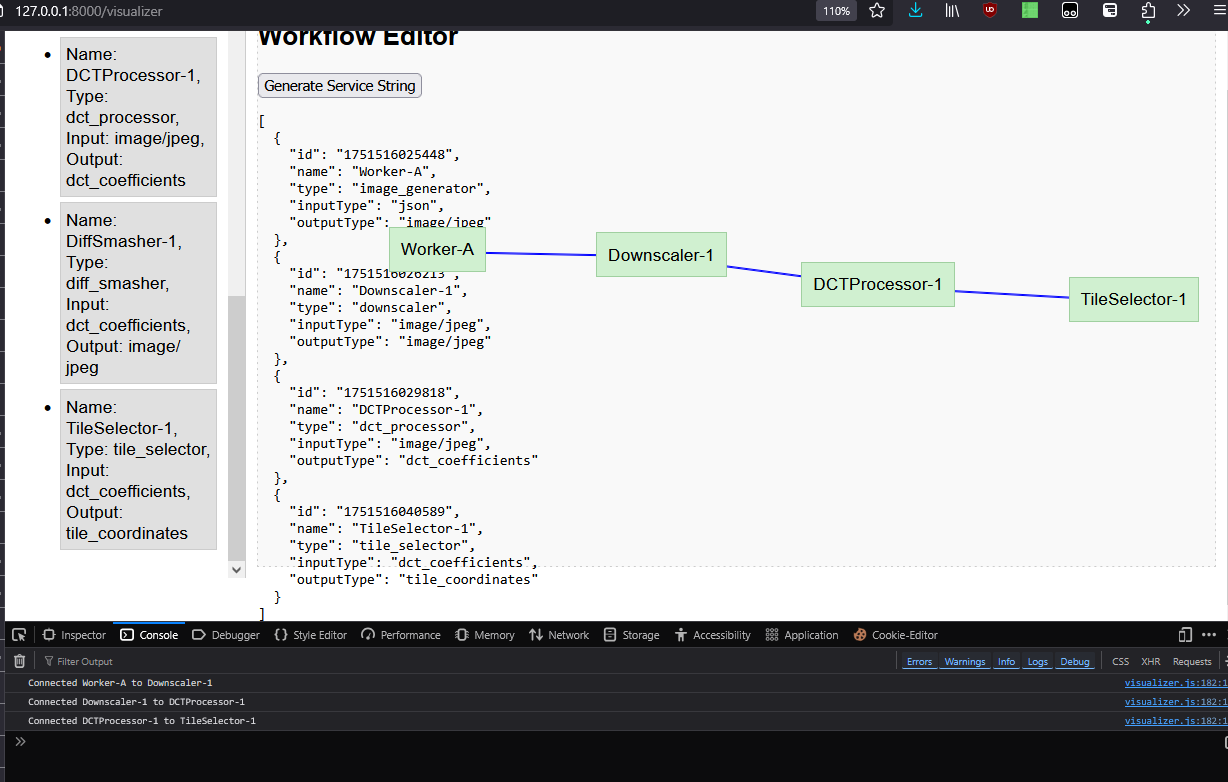 127.0.0.1:8000/visualizer
110%
Name:
DCTProcessor-1,
Type:
dct_processor,
Input: image/jpeg,
Output:
dct_coefficients
Name:
DiffSmasher-1,
Type:
diff_smasher,
Input:
dct_coefficients,
Output: image/
jpeg
Name:
TileSelector-1,
Type: tile_selector,
Input:
dct_coefficients,
Output:
tile_coordinates
Workflow Editor
Generate Service String
[
{
"id": "1751516025448",
"name": "Worker-A",
"type": "image_generator",
"inputType": "json",
"outputType": "image/jpeg"
},
{
"id": "1751516026213",
"name": "Downscaler-1",
"type": "downscaler",
"inputType": "image/jpeg",
"outputType": "image/jpeg"
},
{
"id": "1751516029818",
"name": "DCTProcessor-1",
"type": "dct_processor",
"inputType": "image/jpeg",
"outputType": "dct_coefficients"
},
{
"id": "1751516040589",
"name": "TileSelector-1",
"type": "tile_selector",
"inputType": "dct_coefficients",
"outputType": "tile_coordinates"
}
]
Worker-A
Downscaler-1
DCTProcessor-1
TileSelector-1
Inspector Console Debugger Style Editor Performance Memory Network Storage Accessibility Application Cookie-Editor
Filter Output Errors Warnings Info Logs Debug CSS XHR Requests
Connected Worker-A to Downscaler-1 visualizer.js:182:1
Connected Downscaler-1 to DCTProcessor-1 visualizer.js:182:1
Connected DCTProcessor-1 to TileSelector-1 visualizer.js:182:1